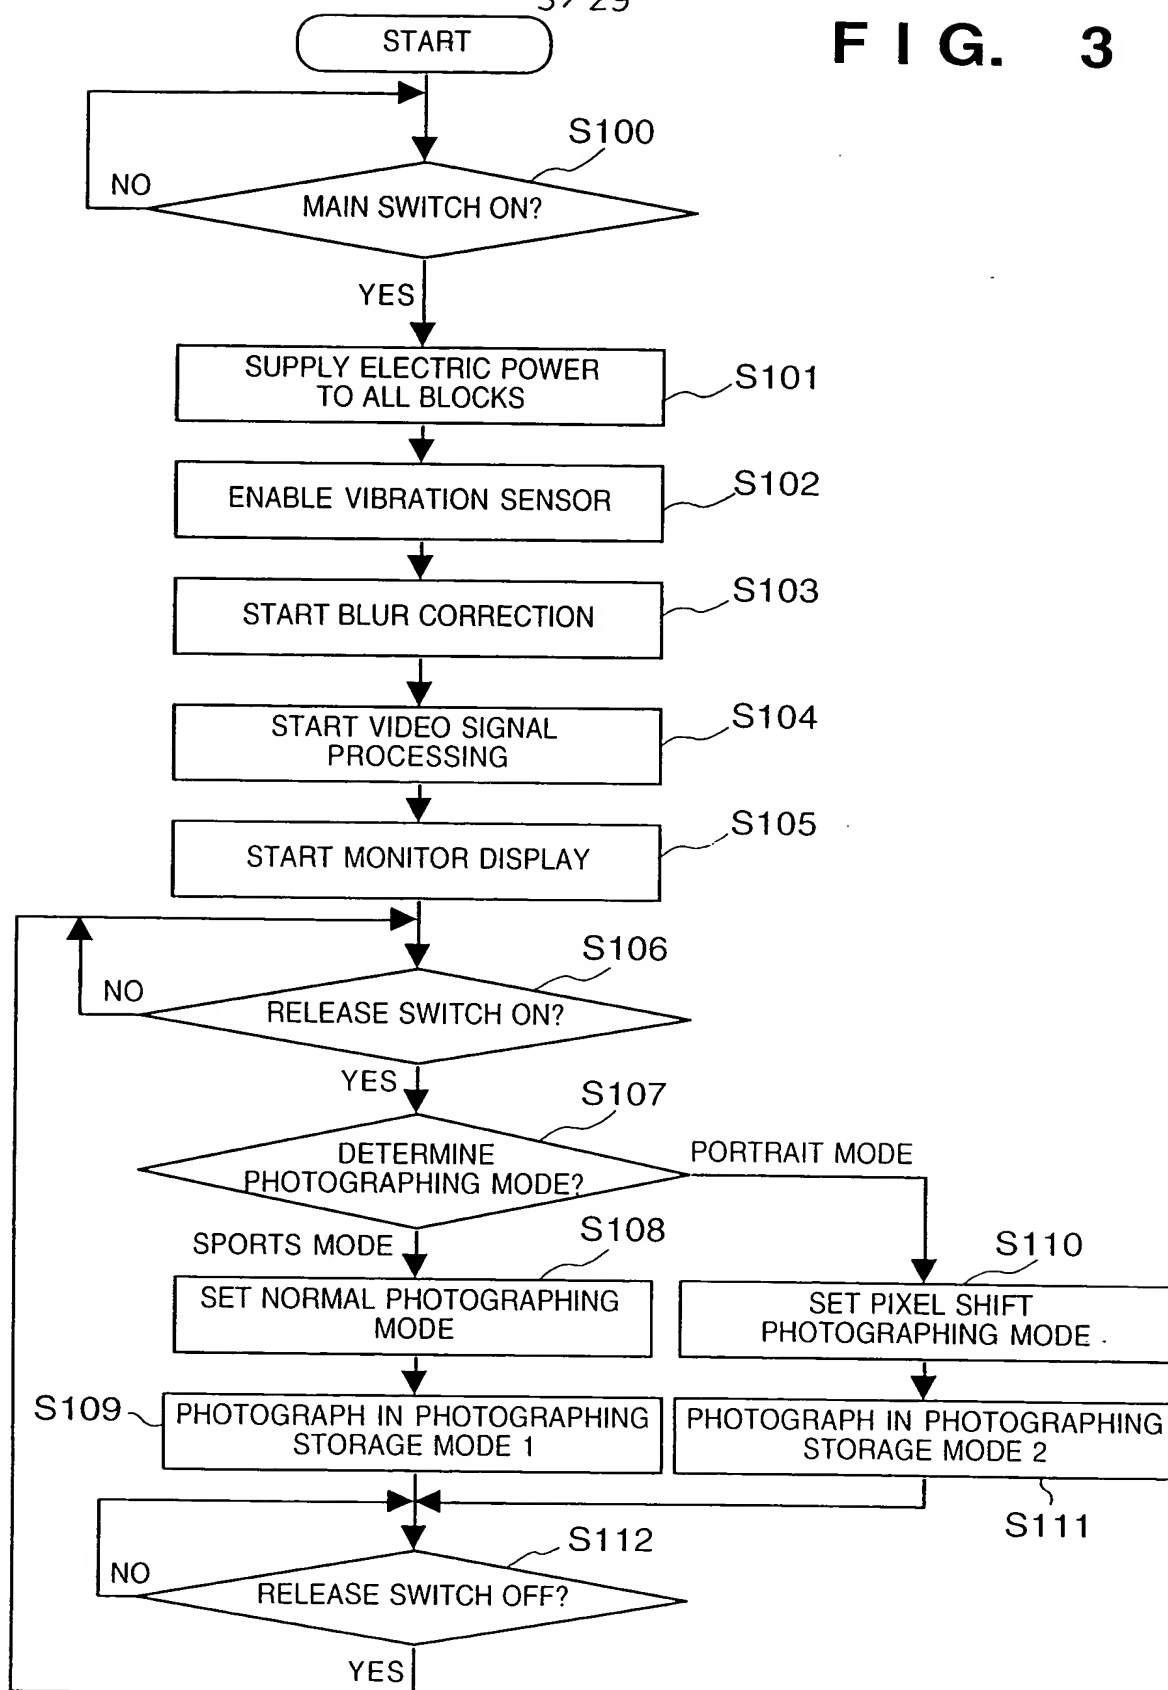 3/29
START
FIG. 3
S100
NO
MAIN SWITCH ON?
YES
SUPPLY ELECTRIC POWER
TO ALL BLOCKS
S101
ENABLE VIBRATION SENSOR
S102
START BLUR CORRECTION
S103
START VIDEO SIGNAL
PROCESSING
S104
START MONITOR DISPLAY
S105
S106
NO
RELEASE SWITCH ON?
YES
S107
DETERMINE
PHOTOGRAPHING MODE?
PORTRAIT MODE
SPORTS MODE
S108
SET NORMAL PHOTOGRAPHING
MODE
S110
SET PIXEL SHIFT
PHOTOGRAPHING MODE
S109
PHOTOGRAPH IN PHOTOGRAPHING
STORAGE MODE 1
PHOTOGRAPH IN PHOTOGRAPHING
STORAGE MODE 2
S111
S112
NO
RELEASE SWITCH OFF?
YES